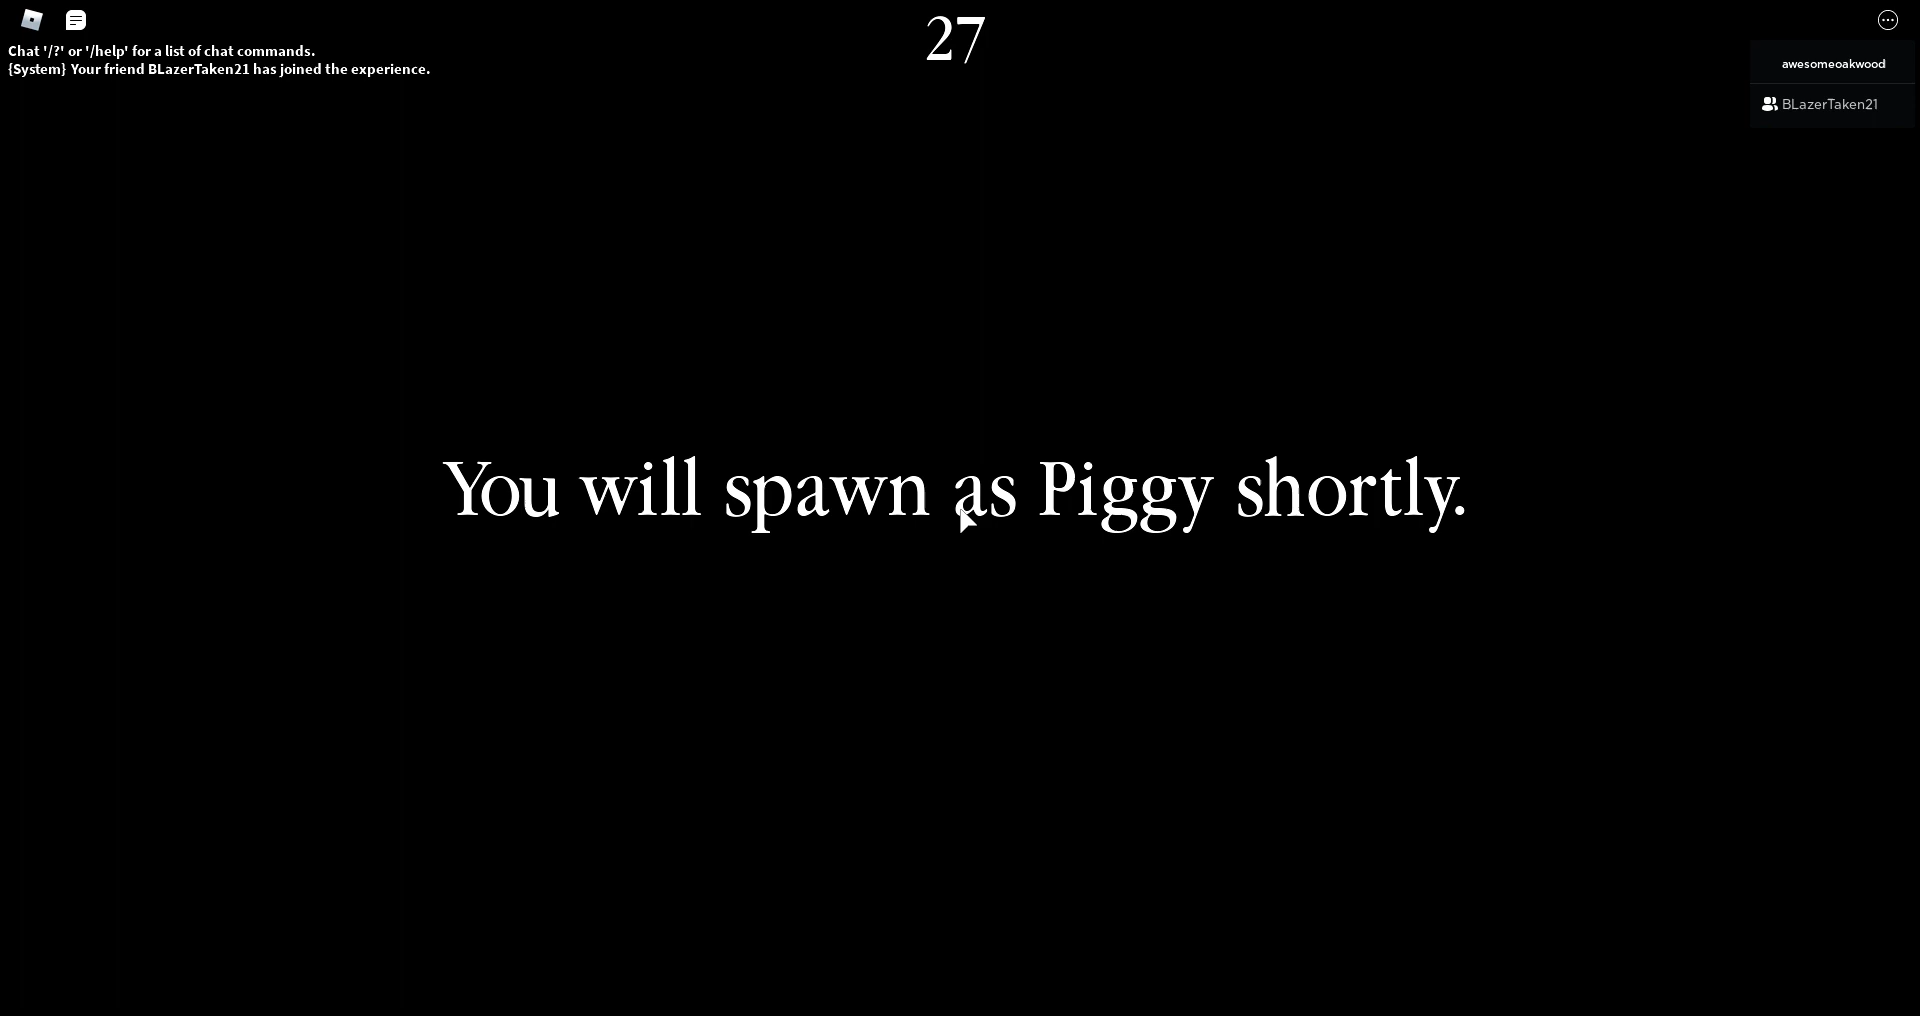 27
Chat '/?' or '/help' for a list of chat commands.
{System} Your friend BLazerTaken21 has joined the experience.
awesomeoakwood
BLazerTaken21
You will spawn as Piggy shortly.